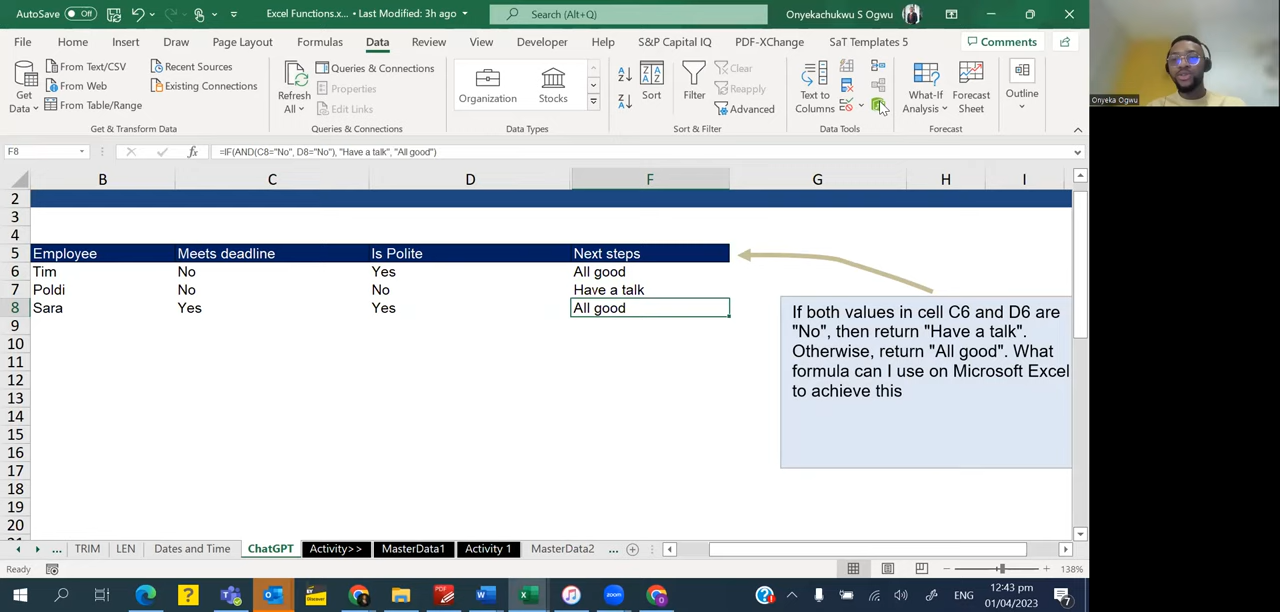 AutoSave Off Excel Functions.x... • Last Modified: 3h ago Search (Alt+Q) Onyekachukwu S Ogwu
File Home Insert Draw Page Layout Formulas Data Review View Developer Help S&P Capital IQ PDF-XChange SaT Templates 5 Comments
From Text/CSV Recent Sources Queries & Connections Clear
From Web Existing Connections Properties Reapply
From Table/Range Edit Links Advanced
Get Data Refresh All Organization Stocks Sort Filter Text to Columns What-If Analysis Forecast Sheet Outline
Get & Transform Data Queries & Connections Data Types Sort & Filter Data Tools Forecast
Onyeka Ogwu
F8 fx =IF(AND(C8="No", D8="No"), "Have a talk", "All good")
B C D F G H I
2
3
4
5 Employee Meets deadline Is Polite Next steps
6 Tim No Yes All good
7 Poldi No No Have a talk
8 Sara Yes Yes All good
9
10
11
12
13
14
15
16
17
18
19
20
If both values in cell C6 and D6 are
"No", then return "Have a talk".
Otherwise, return "All good". What
formula can I use on Microsoft Excel
to achieve this
... TRIM LEN Dates and Time ChatGPT Activity>> MasterData1 Activity 1 MasterData2 ...
Ready 138%
ENG 12:43 pm
01/04/2023 7